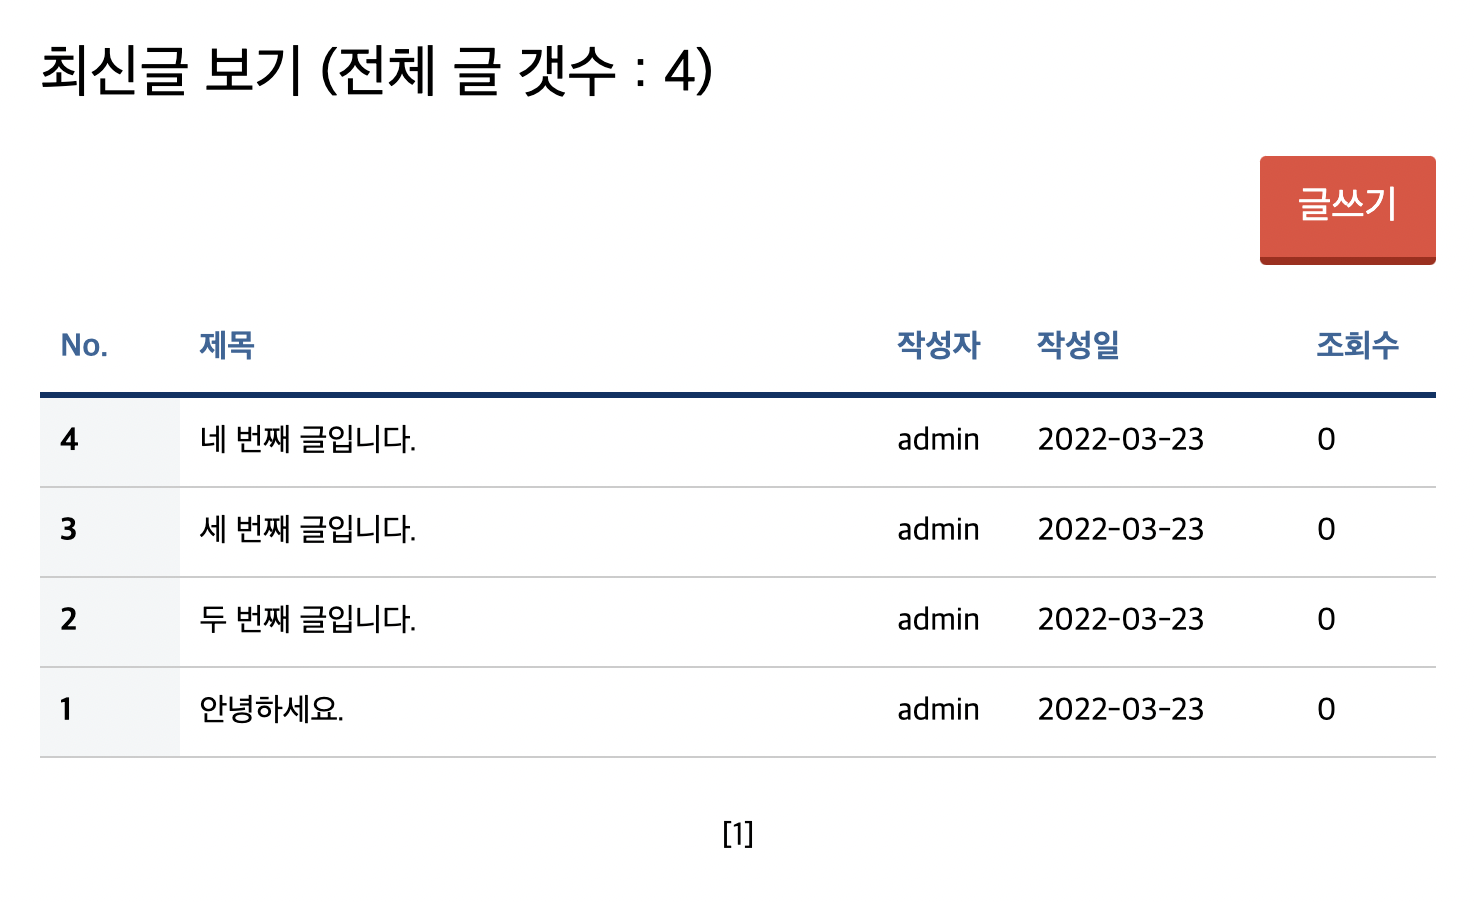 최신글 보기 (전체 글 갯수 : 4)
글쓰기
No. 제목 작성자 작성일 조회수
4 네 번째 글입니다. admin 2022-03-23 0
3 세 번째 글입니다. admin 2022-03-23 0
2 두 번째 글입니다. admin 2022-03-23 0
1 안녕하세요. admin 2022-03-23 0
[1]